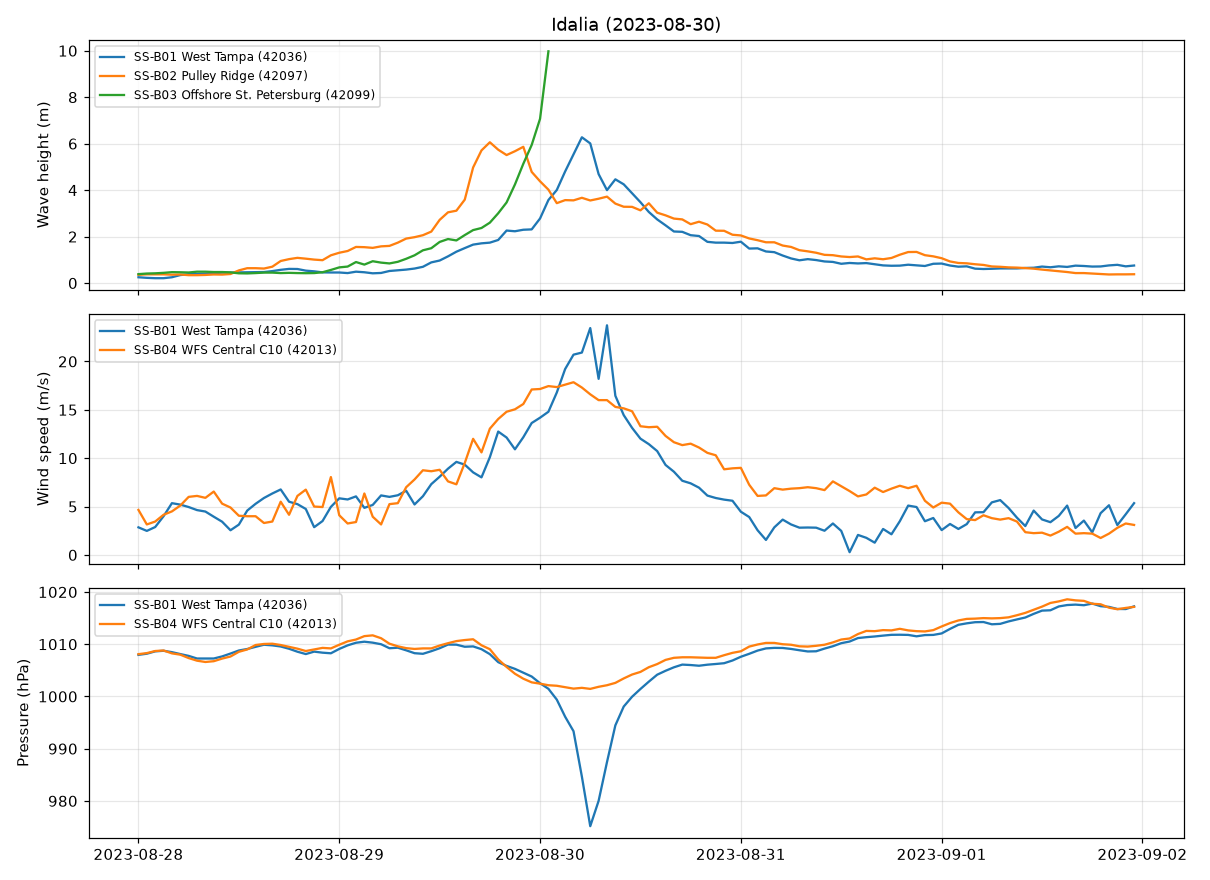 Idalia (2023-08-30)
Wave height (m)
10
8
6
4
2
0
SS-B01 West Tampa (42036)
SS-B02 Pulley Ridge (42097)
SS-B03 Offshore St. Petersburg (42099)
Wind speed (m/s)
20
15
10
5
0
SS-B01 West Tampa (42036)
SS-B04 WFS Central C10 (42013)
Pressure (hPa)
1020
1010
1000
990
980
SS-B01 West Tampa (42036)
SS-B04 WFS Central C10 (42013)
2023-08-28
2023-08-29
2023-08-30
2023-08-31
2023-09-01
2023-09-02